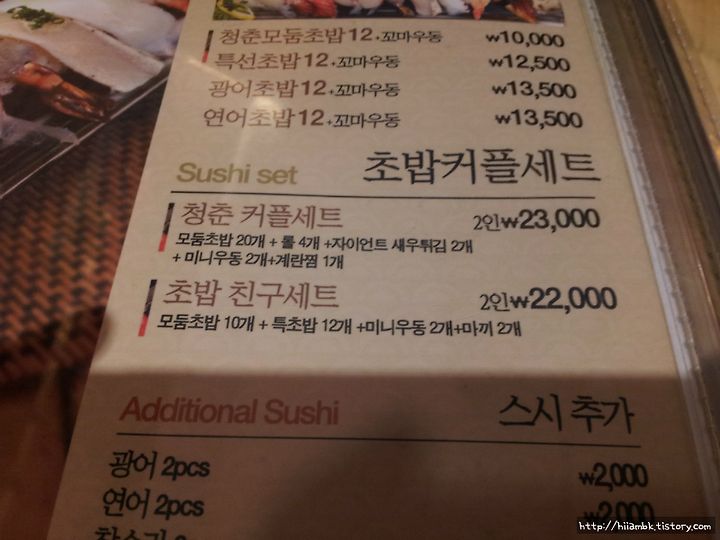 청춘모둠초밥 12+꼬마우동 ₩10,000
특선초밥 12+꼬마우동 ₩12,500
광어초밥 12+꼬마우동 ₩13,500
연어초밥 12+꼬마우동 ₩13,500
Sushi set 초밥커플세트
청춘 커플세트 2인₩23,000
모둠초밥 20개 + 롤 4개 +자이언트 새우튀김 2개
+ 미니우동 2개+계란찜 1개
초밥 친구세트 2인₩22,000
모둠초밥 10개 + 특초밥 12개 +미니우동 2개+마끼 2개
Additional Sushi 스시 추가
광어 2pcs ₩2,000
연어 2pcs ₩2,000
http://hiiambk.tistory.com